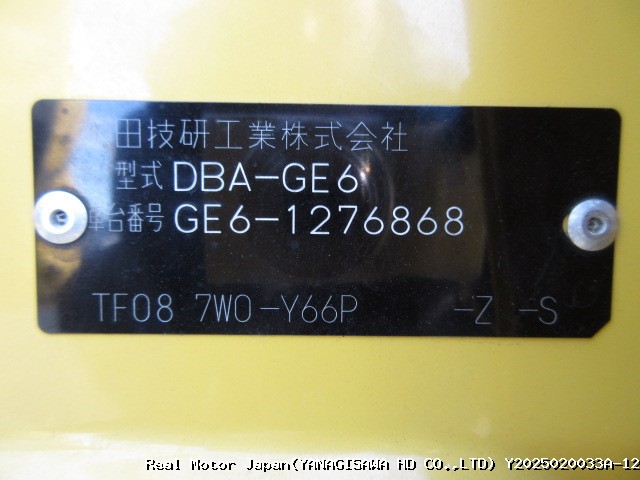 田技研工業株式会社
型式 DBA-GE6
車台番号 GE6-1276868
TF08 7W0-Y66P -Z -S
Real Motor Japan(YANAGISAWA HD CO.,LTD) Y2025020033A-12